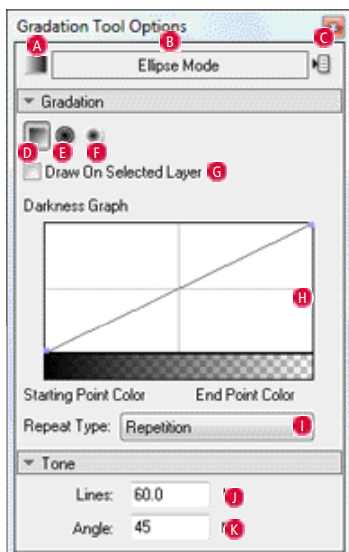 Gradation Tool Options
A
B
C
Ellipse Mode
Gradation
D E F
Draw On Selected Layer G
Darkness Graph
H
Starting Point Color End Point Color
Repeat Type: Repetition I
Tone
Lines: 60.0 J
Angle: 45 K